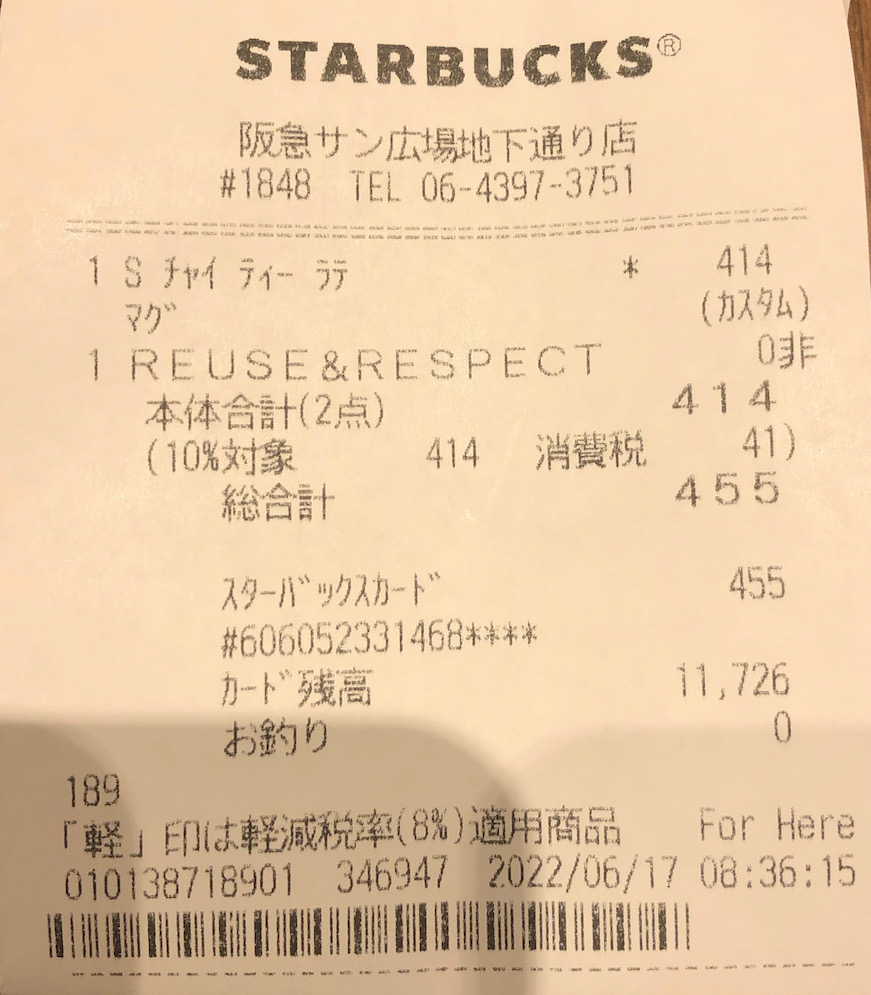 STARBUCKS®
阪急サン広場地下通り店
#1848 TEL 06-4397-3751
1 S ﾁｬｲ ﾃｨｰ ﾗﾃ * 414
ﾏｸﾞ (ｶｽﾀﾑ)
1 REUSE&RESPECT 0非
本体合計(2点) 414
(10%対象 414 消費税 41)
総合計 455
ｽﾀｰﾊﾞｯｸｽｶｰﾄﾞ 455
#606052331468****
ｶｰﾄﾞ残高 11,726
お釣り 0
189
「軽」印は軽減税率(8%)適用商品 For Here
010138718901 346947 2022/06/17 08:36:15